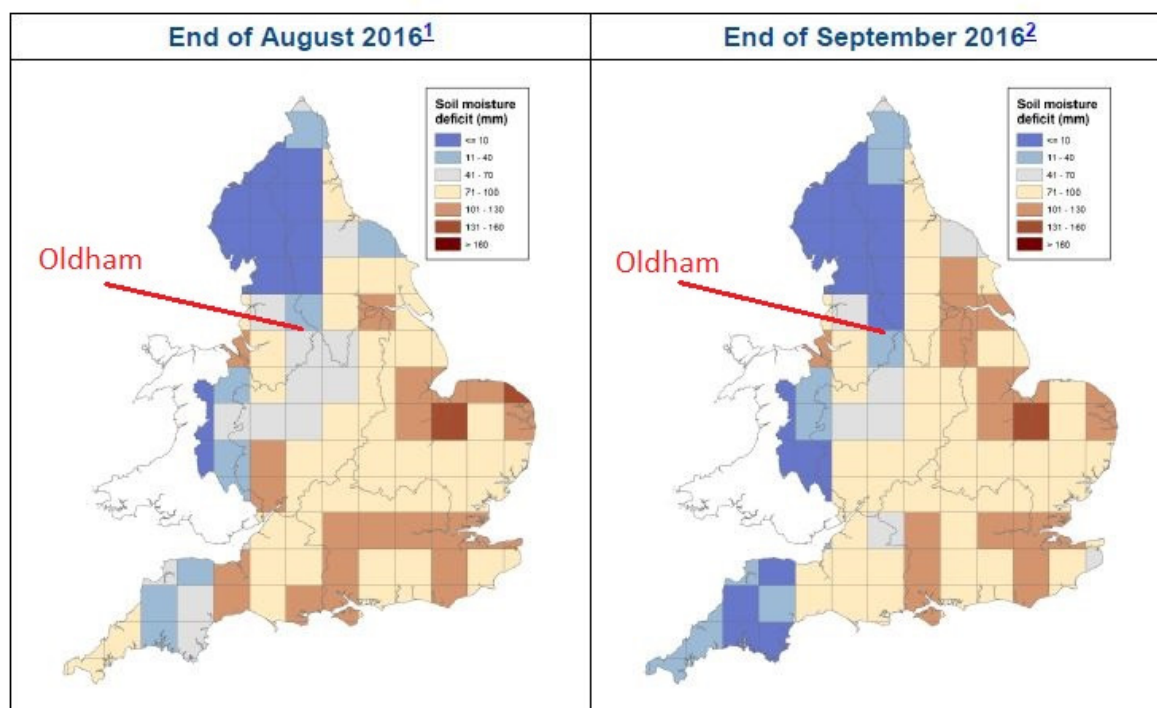 End of August 2016¹
End of September 2016²
Soil moisture
deficit (mm)
<= 10
11 - 40
41 - 70
71 - 100
101 - 130
131 - 160
> 160
Oldham
Soil moisture
deficit (mm)
<= 10
11 - 40
41 - 70
71 - 100
101 - 130
131 - 160
> 160
Oldham